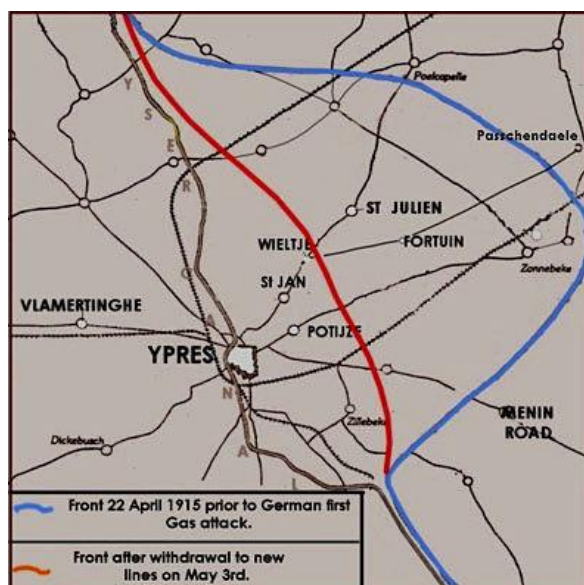 Poelcapelle
Passchendaele
ST JULIEN
WIELTJE
FORTUIN
Zonnebeke
St JAN
VLAMERTINGHE
POTIJZE
YPRES
MENIN
ROAD
Zillebeke
Dickebusch
Y
S
E
R
C
A
N
A
L
Front 22 April 1915 prior to German first
Gas attack.
Front after withdrawal to new
lines on May 3rd.